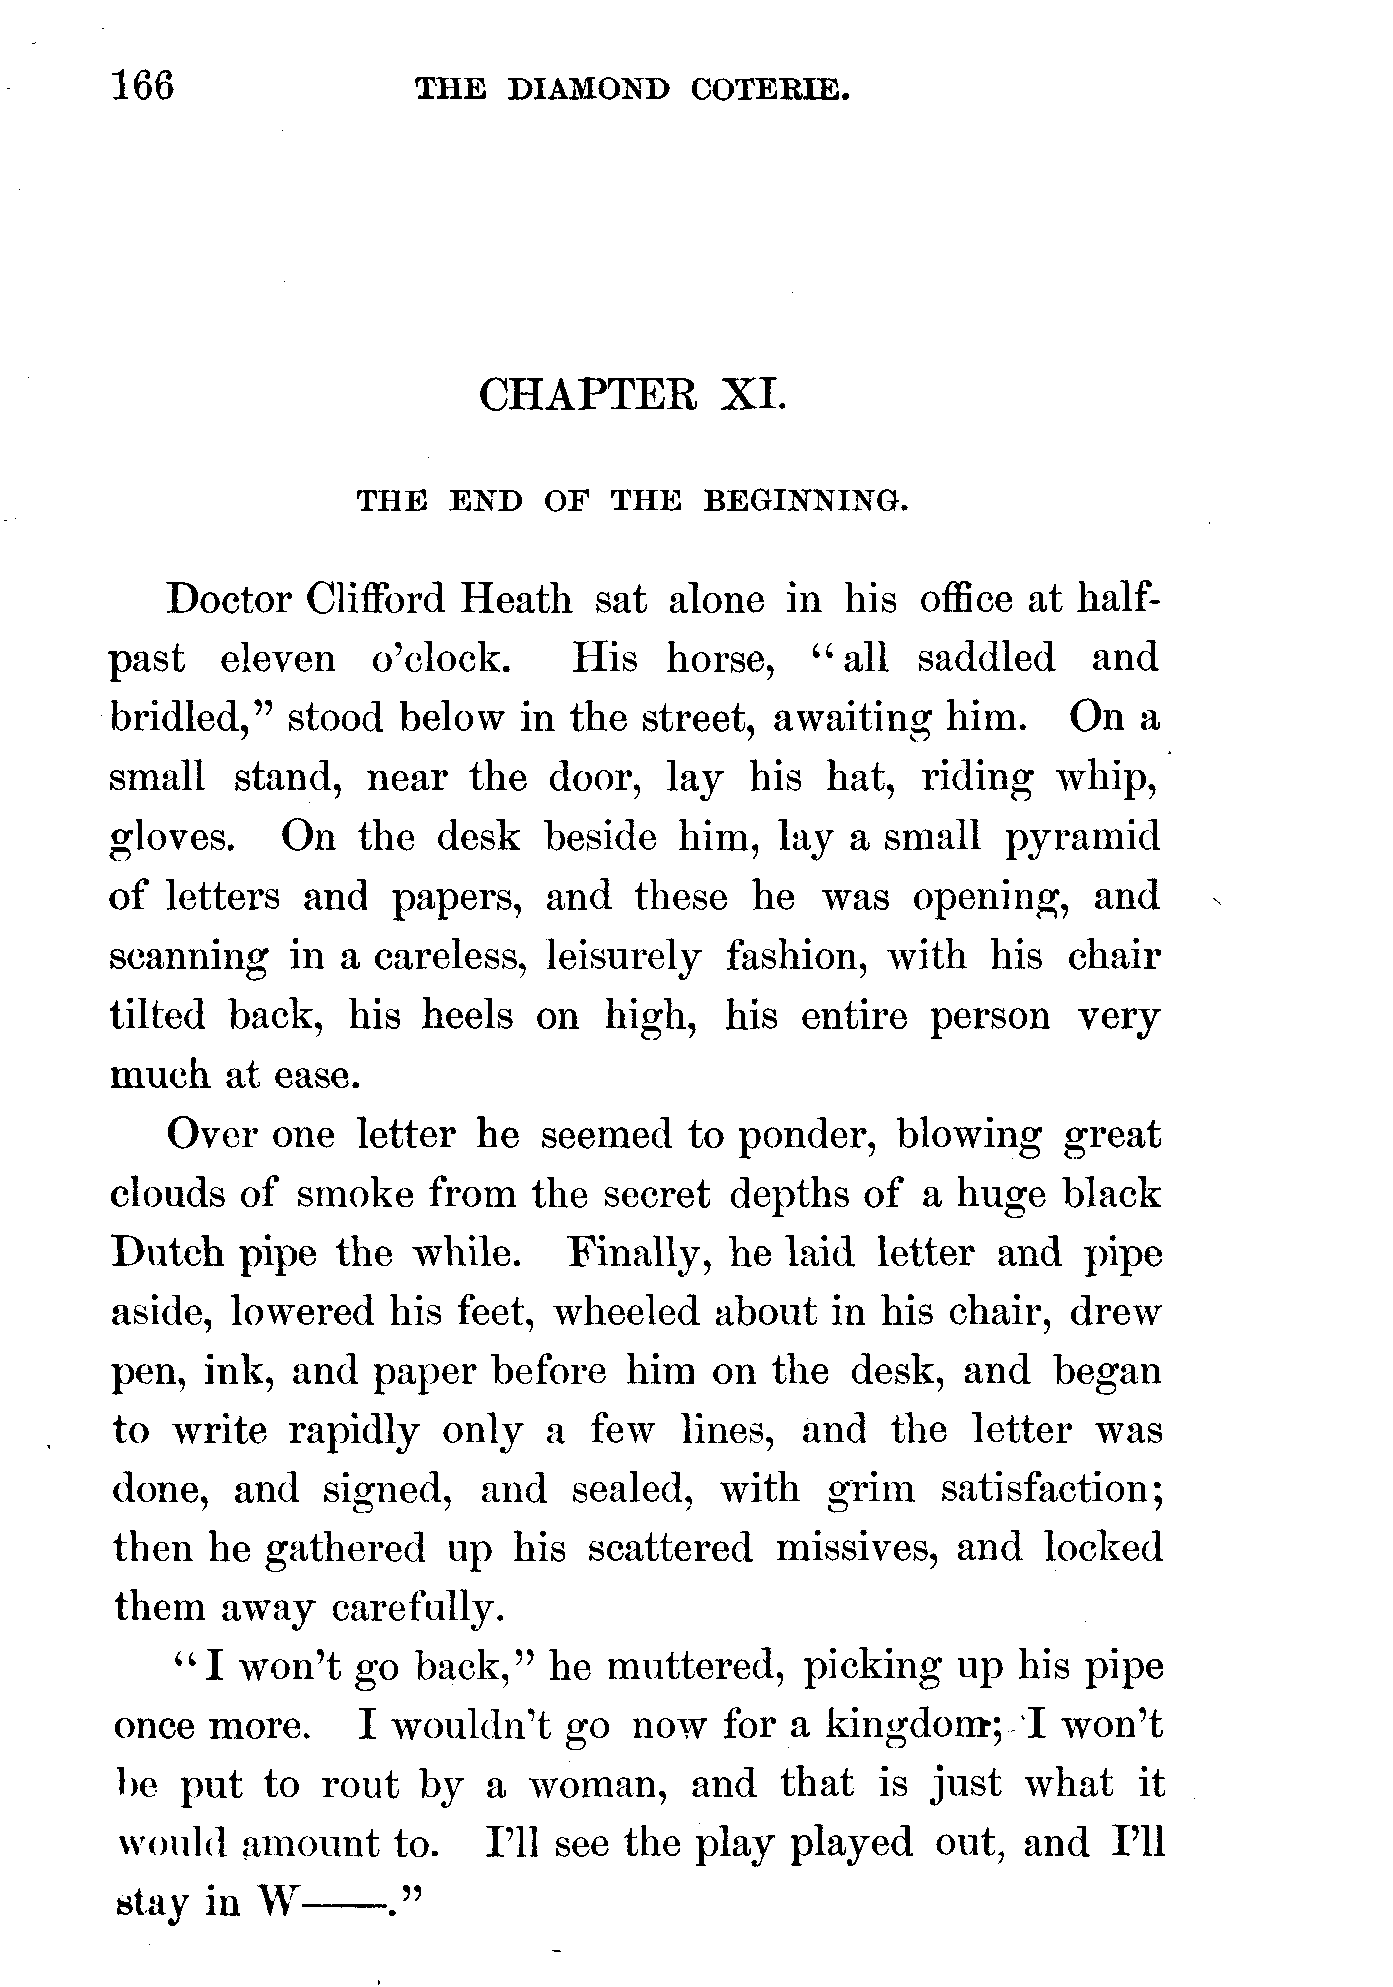 166 THE DIAMOND COTERIE.
CHAPTER XI.
THE END OF THE BEGINNING.
Doctor Clifford Heath sat alone in his office at half-
past eleven o'clock. His horse, "all saddled and
bridled," stood below in the street, awaiting him. On a
small stand, near the door, lay his hat, riding whip,
gloves. On the desk beside him, lay a small pyramid
of letters and papers, and these he was opening, and
scanning in a careless, leisurely fashion, with his chair
tilted back, his heels on high, his entire person very
much at ease.
Over one letter he seemed to ponder, blowing great
clouds of smoke from the secret depths of a huge black
Dutch pipe the while. Finally, he laid letter and pipe
aside, lowered his feet, wheeled about in his chair, drew
pen, ink, and paper before him on the desk, and began
to write rapidly only a few lines, and the letter was
done, and signed, and sealed, with grim satisfaction;
then he gathered up his scattered missives, and locked
them away carefully.
"I won't go back," he muttered, picking up his pipe
once more. I wouldn't go now for a kingdom; I won't
be put to rout by a woman, and that is just what it
would amount to. I'll see the play played out, and I'll
stay in W——."